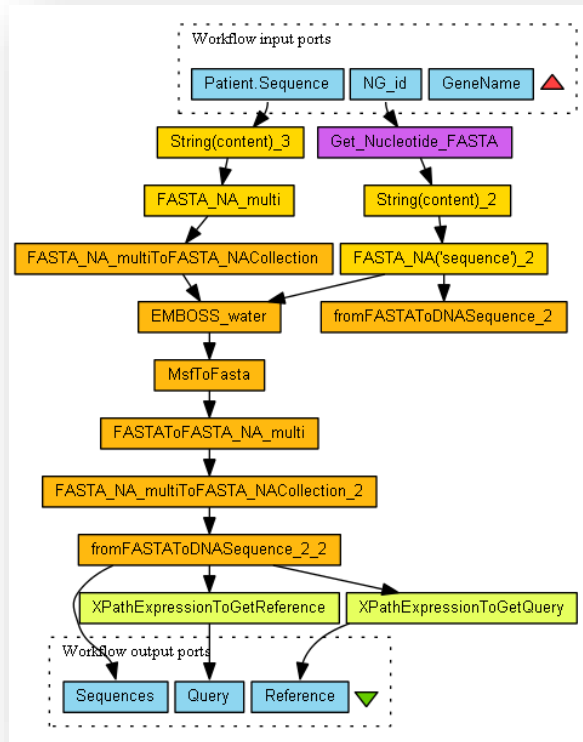 Workflow input ports
Patient.Sequence NG_id GeneName
String(content)_3 Get_Nucleotide_FASTA
FASTA_NA_multi String(content)_2
FASTA_NA_multiToFASTA_NACollection FASTA_NA('sequence')_2
EMBOSS_water fromFASTAToDNASequence_2
MsfToFasta
FASTAToFASTA_NA_multi
FASTA_NA_multiToFASTA_NACollection_2
fromFASTAToDNASequence_2_2
XPathExpressionToGetReference XPathExpressionToGetQuery
Workflow output ports
Sequences Query Reference